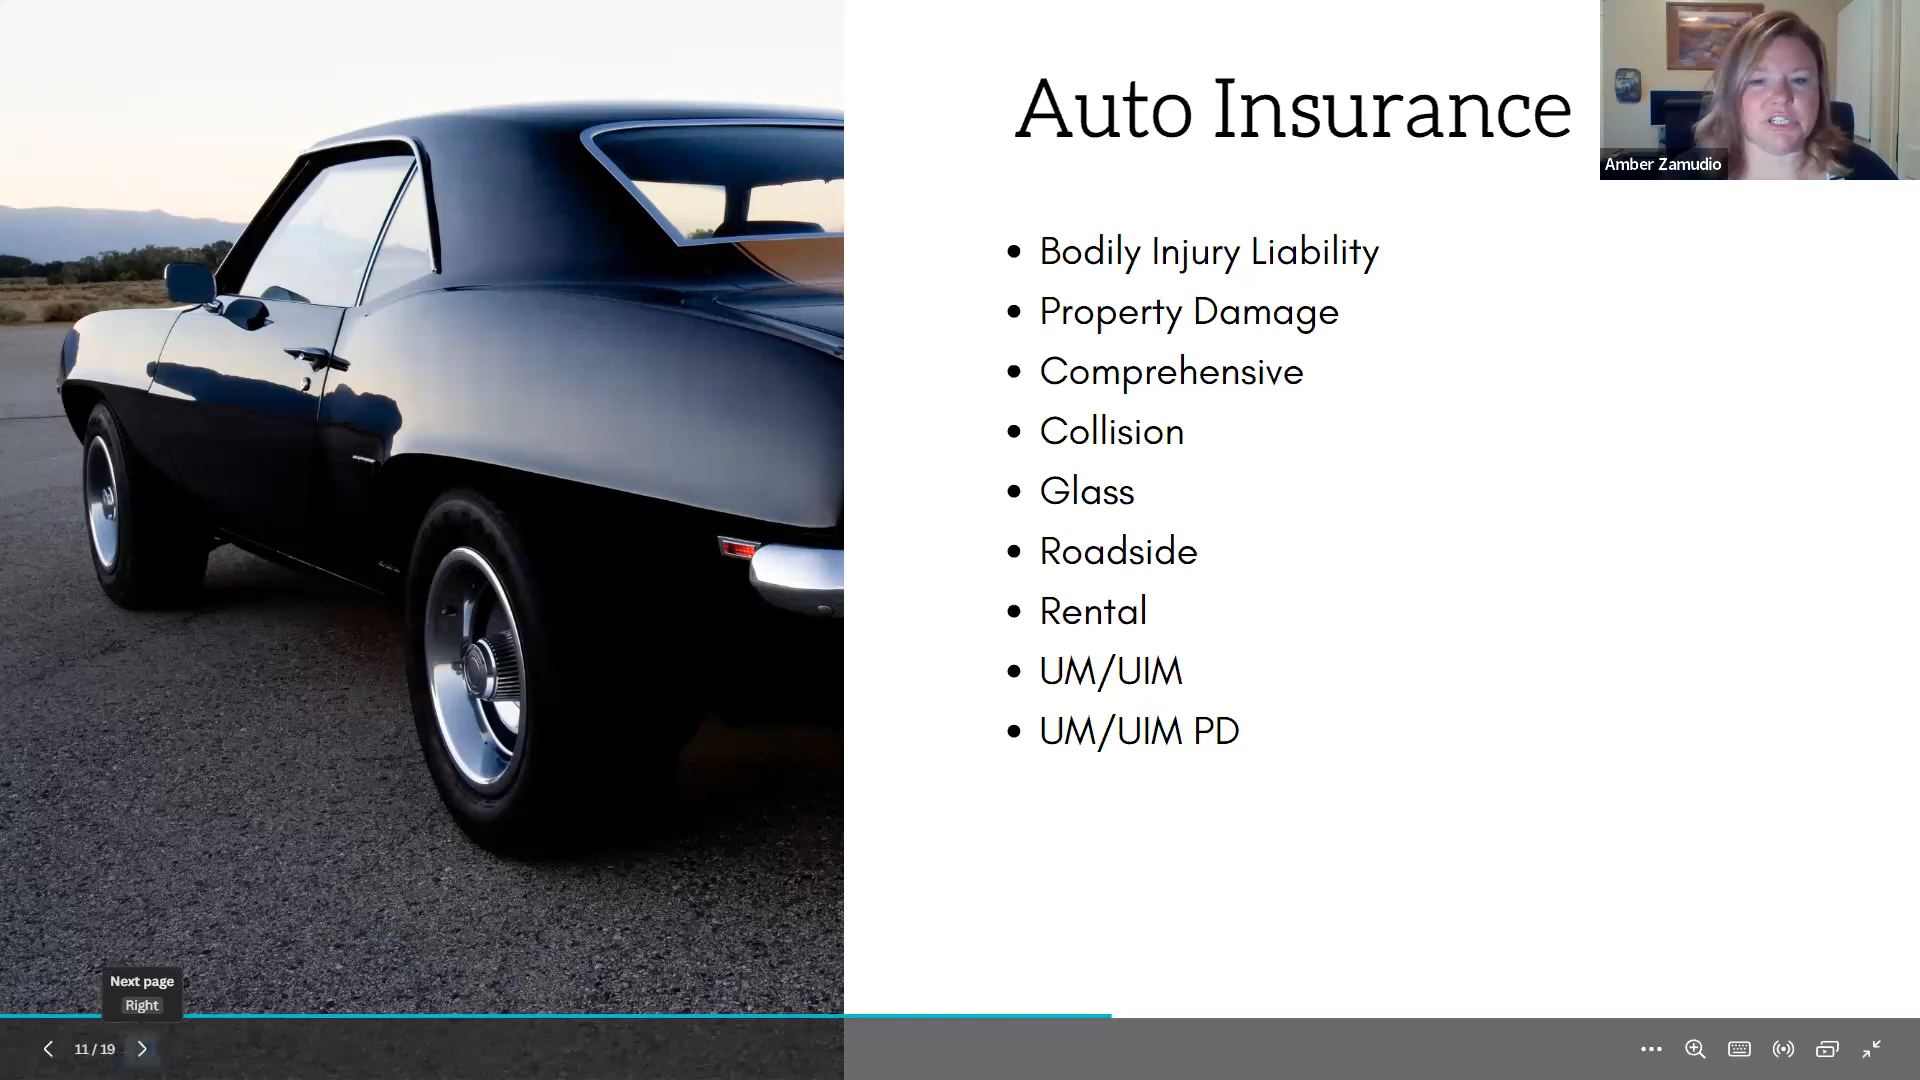 Auto Insurance
Amber Zamudio
• Bodily Injury Liability
• Property Damage
• Comprehensive
• Collision
• Glass
• Roadside
• Rental
• UM/UIM
• UM/UIM PD
Next page
Right
11 / 19